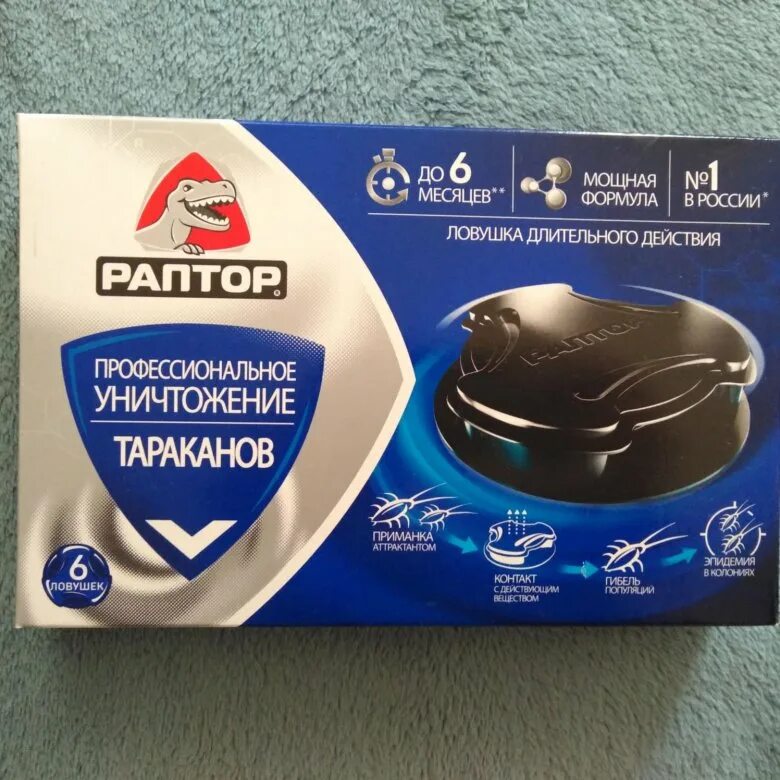 РАПТОР®
ПРОФЕССИОНАЛЬНОЕ
УНИЧТОЖЕНИЕ
ТАРАКАНОВ
6
ЛОВУШЕК
ДО 6
МЕСЯЦЕВ**
МОЩНАЯ
ФОРМУЛА
№1
В РОССИИ*
ЛОВУШКА ДЛИТЕЛЬНОГО ДЕЙСТВИЯ
РАПТОР
ПРИМАНКА
АТТРАКТАНТОМ
КОНТАКТ
С ДЕЙСТВУЮЩИМ
ВЕЩЕСТВОМ
ГИБЕЛЬ
ПОПУЛЯЦИЙ
ЭПИДЕМИЯ
В КОЛОНИЯХ